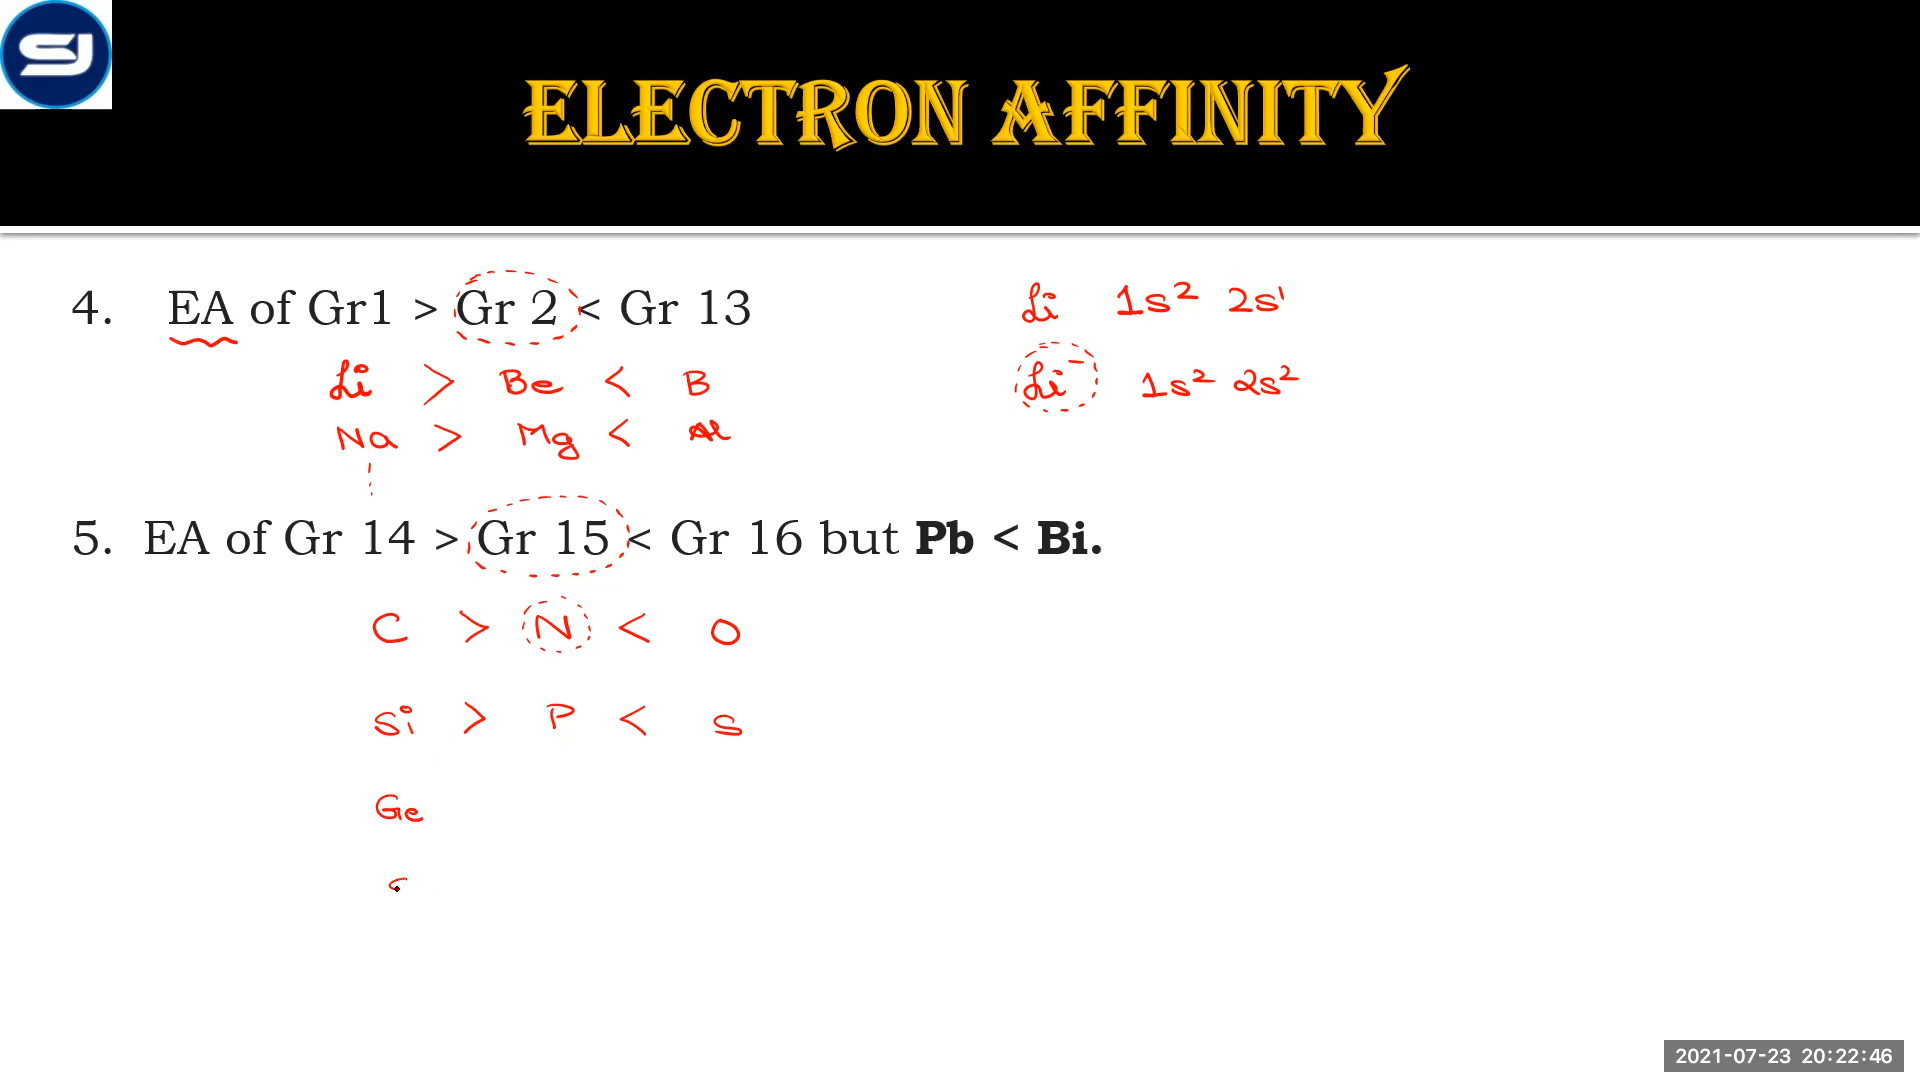 SJ
ELECTRON AFFINITY
4. EA of Gr1 > Gr 2 < Gr 13
Li 1s² 2s¹
Li > Be < B
Li⁻ 1s² 2s²
Na > Mg < Al
5. EA of Gr 14 > Gr 15 < Gr 16 but Pb < Bi.
C > N < O
Si > P < S
Ge
2021-07-23 20:22:46